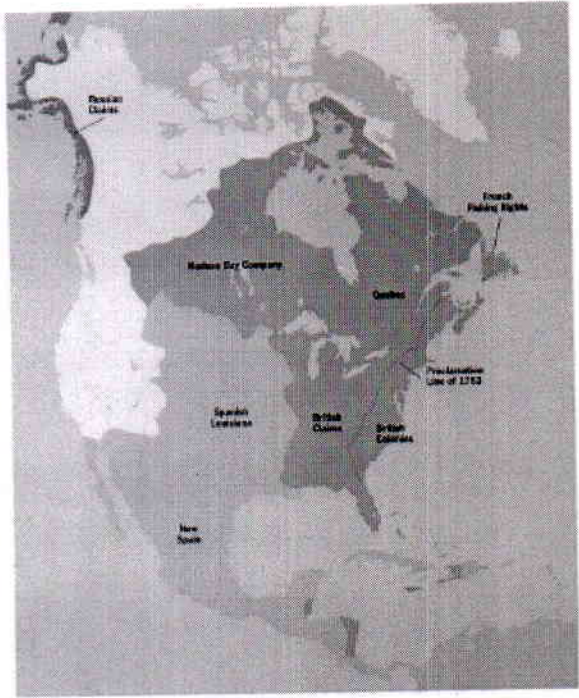 Russian
Claims
French
Fishing Rights
Hudson Bay Company
Quebec
Proclamation
Line of 1763
Spanish
Louisiana
British
Claims
British
Colonies
New
Spain